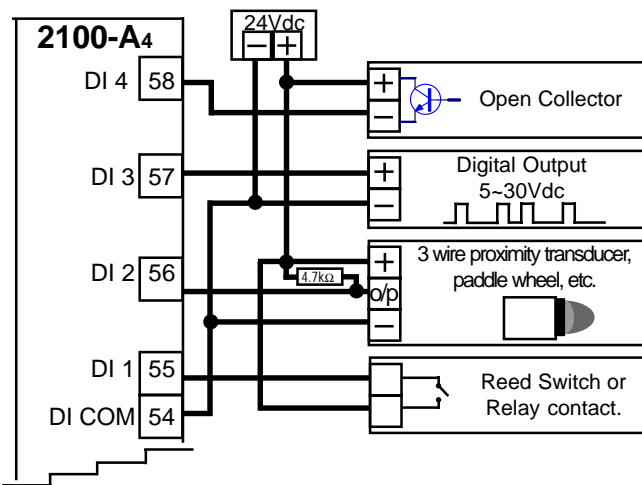 24Vdc
− +
2100-A4
DI 4 58
+
−
Open Collector
DI 3 57
+
−
Digital Output
5~30Vdc
DI 2 56
4.7kΩ
+
o/p
−
3 wire proximity transducer,
paddle wheel, etc.
DI 1 55
DI COM 54
Reed Switch or
Relay contact.